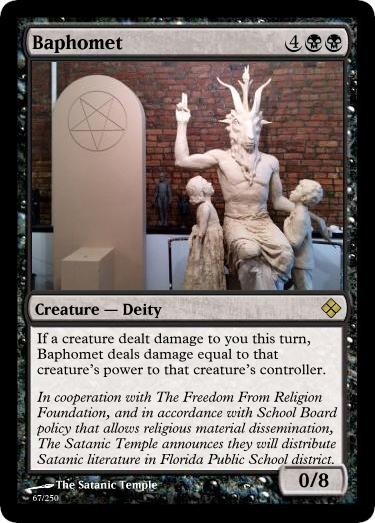 Baphomet 4
Creature — Deity
If a creature dealt damage to you this turn,
Baphomet deals damage equal to that
creature's power to that creature's controller.
In cooperation with The Freedom From Religion
Foundation, and in accordance with School Board
policy that allows religious material dissemination,
The Satanic Temple announces they will distribute
Satanic literature in Florida Public School district.
0/8
The Satanic Temple
67/250